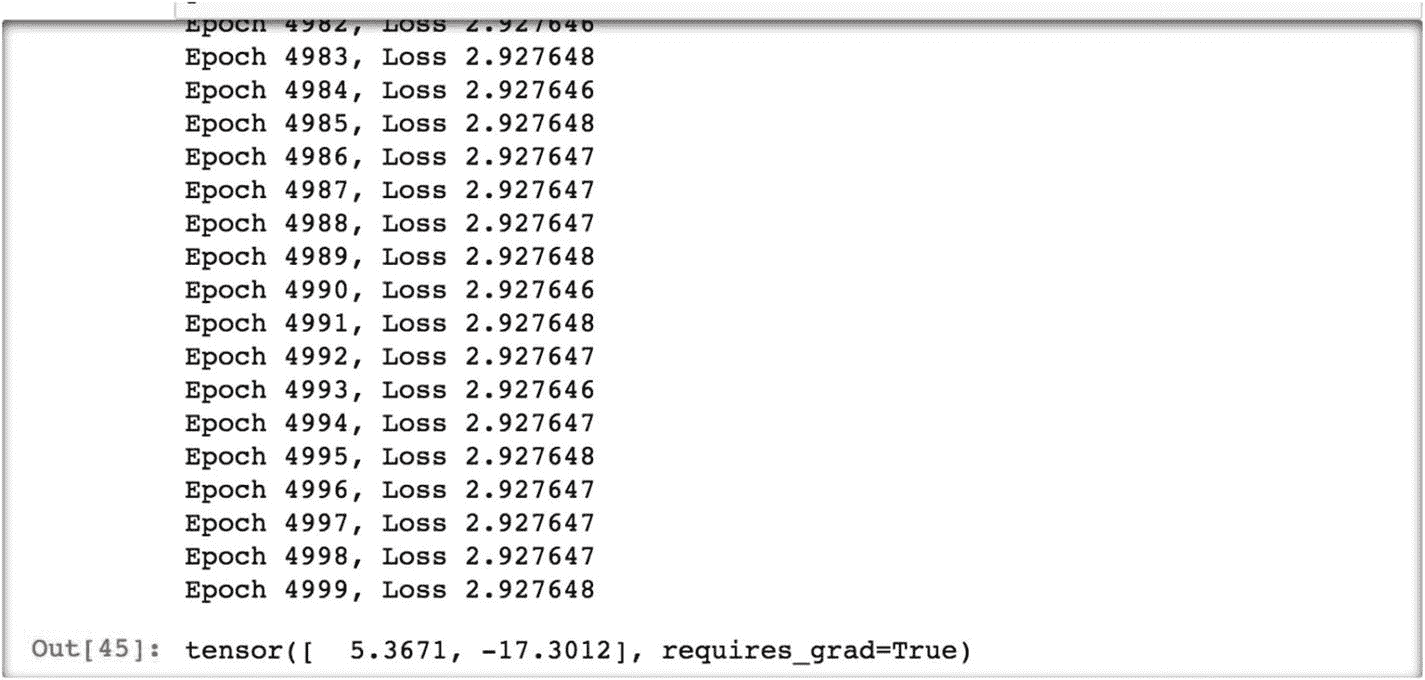 Epoch 4982, Loss 2.927646
Epoch 4983, Loss 2.927648
Epoch 4984, Loss 2.927646
Epoch 4985, Loss 2.927648
Epoch 4986, Loss 2.927647
Epoch 4987, Loss 2.927647
Epoch 4988, Loss 2.927647
Epoch 4989, Loss 2.927648
Epoch 4990, Loss 2.927646
Epoch 4991, Loss 2.927648
Epoch 4992, Loss 2.927647
Epoch 4993, Loss 2.927646
Epoch 4994, Loss 2.927647
Epoch 4995, Loss 2.927648
Epoch 4996, Loss 2.927647
Epoch 4997, Loss 2.927647
Epoch 4998, Loss 2.927647
Epoch 4999, Loss 2.927648
Out[45]: tensor([  5.3671, -17.3012], requires_grad=True)